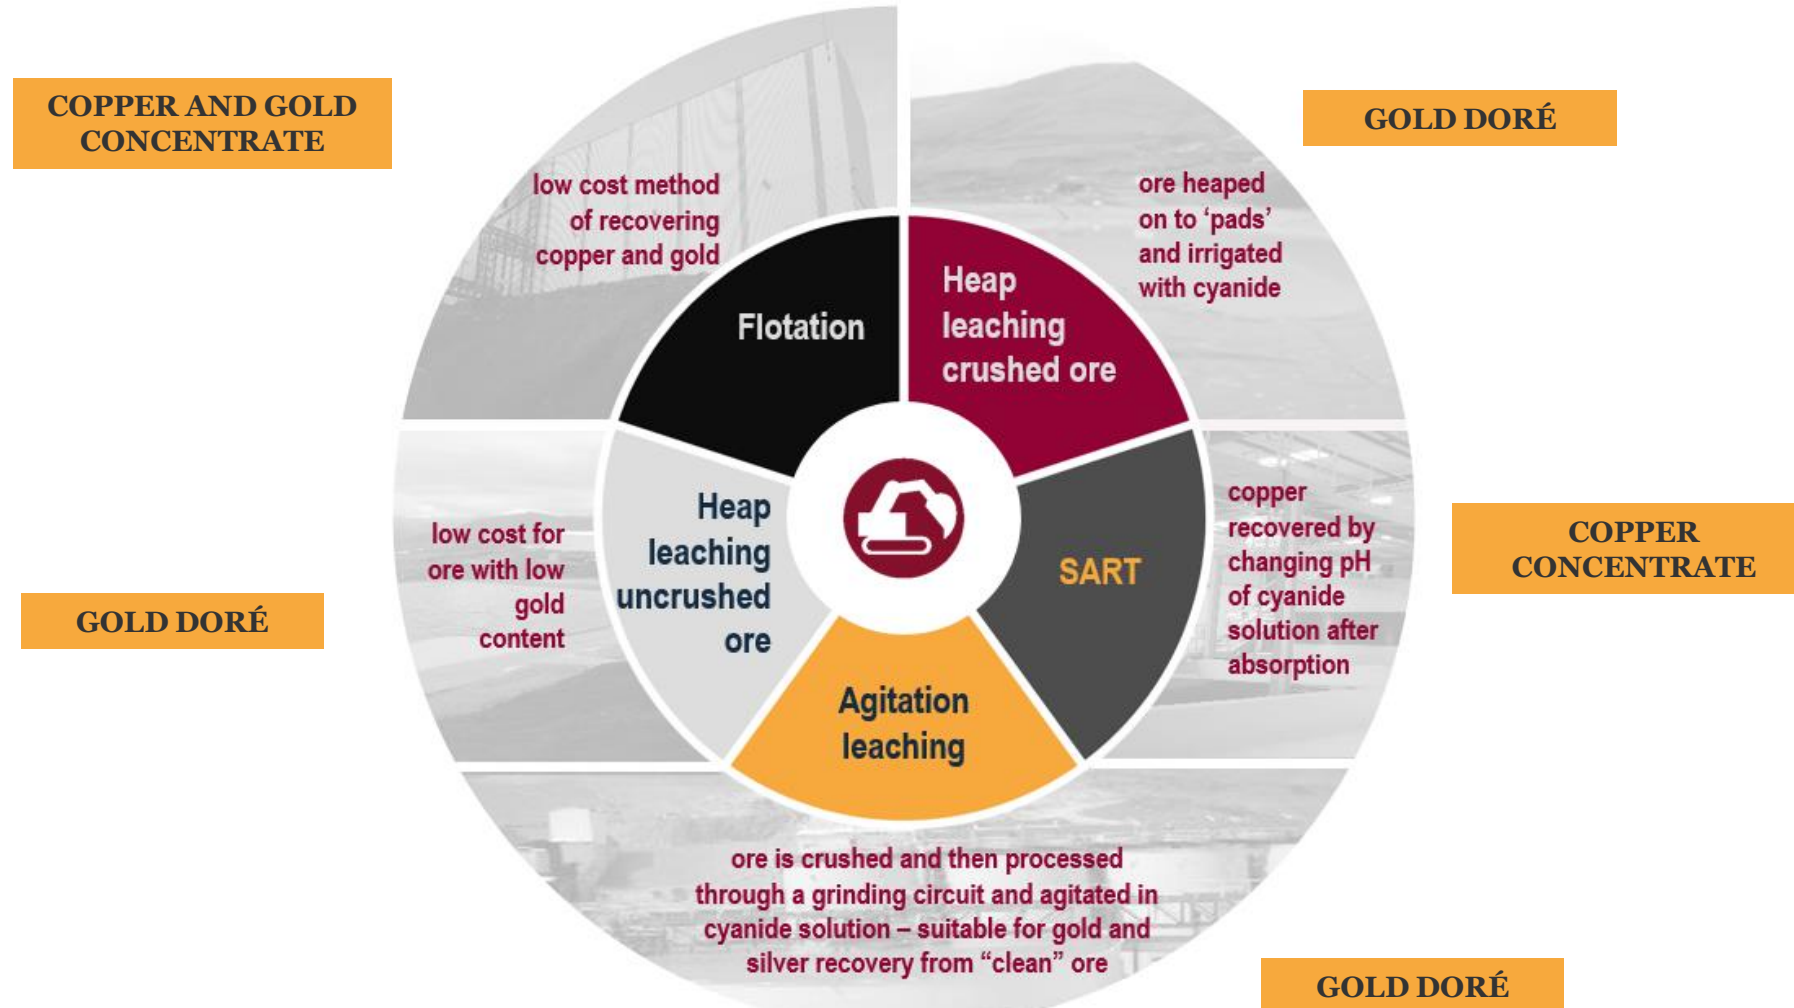 COPPER AND GOLD
CONCENTRATE
low cost method
of recovering
copper and gold
Flotation
GOLD DORÉ
ore heaped
on to ‘pads’
and irrigated
with cyanide
Heap
leaching
crushed ore
COPPER
CONCENTRATE
copper
recovered by
changing pH
of cyanide
solution after
absorption
SART
GOLD DORÉ
low cost for
ore with low
gold
content
Heap
leaching
uncrushed
ore
Agitation
leaching
ore is crushed and then processed
through a grinding circuit and agitated in
cyanide solution – suitable for gold and
silver recovery from “clean” ore
GOLD DORÉ